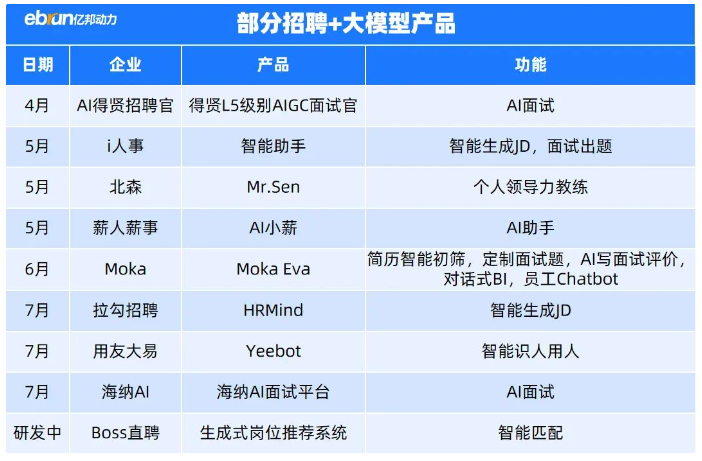 ebrun亿邦动力
部分招聘+大模型产品
日期 企业 产品 功能
4月 AI得贤招聘官 得贤L5级别AIGC面试官 AI面试
5月 i人事 智能助手 智能生成JD，面试出题
5月 北森 Mr.Sen 个人领导力教练
5月 薪人薪事 AI小薪 AI助手
6月 Moka Moka Eva 简历智能初筛，定制面试题，AI写面试评价，
对话式BI，员工Chatbot
7月 拉勾招聘 HRMind 智能生成JD
7月 用友大易 Yeebot 智能识人用人
7月 海纳AI 海纳AI面试平台 AI面试
研发中 Boss直聘 生成式岗位推荐系统 智能匹配